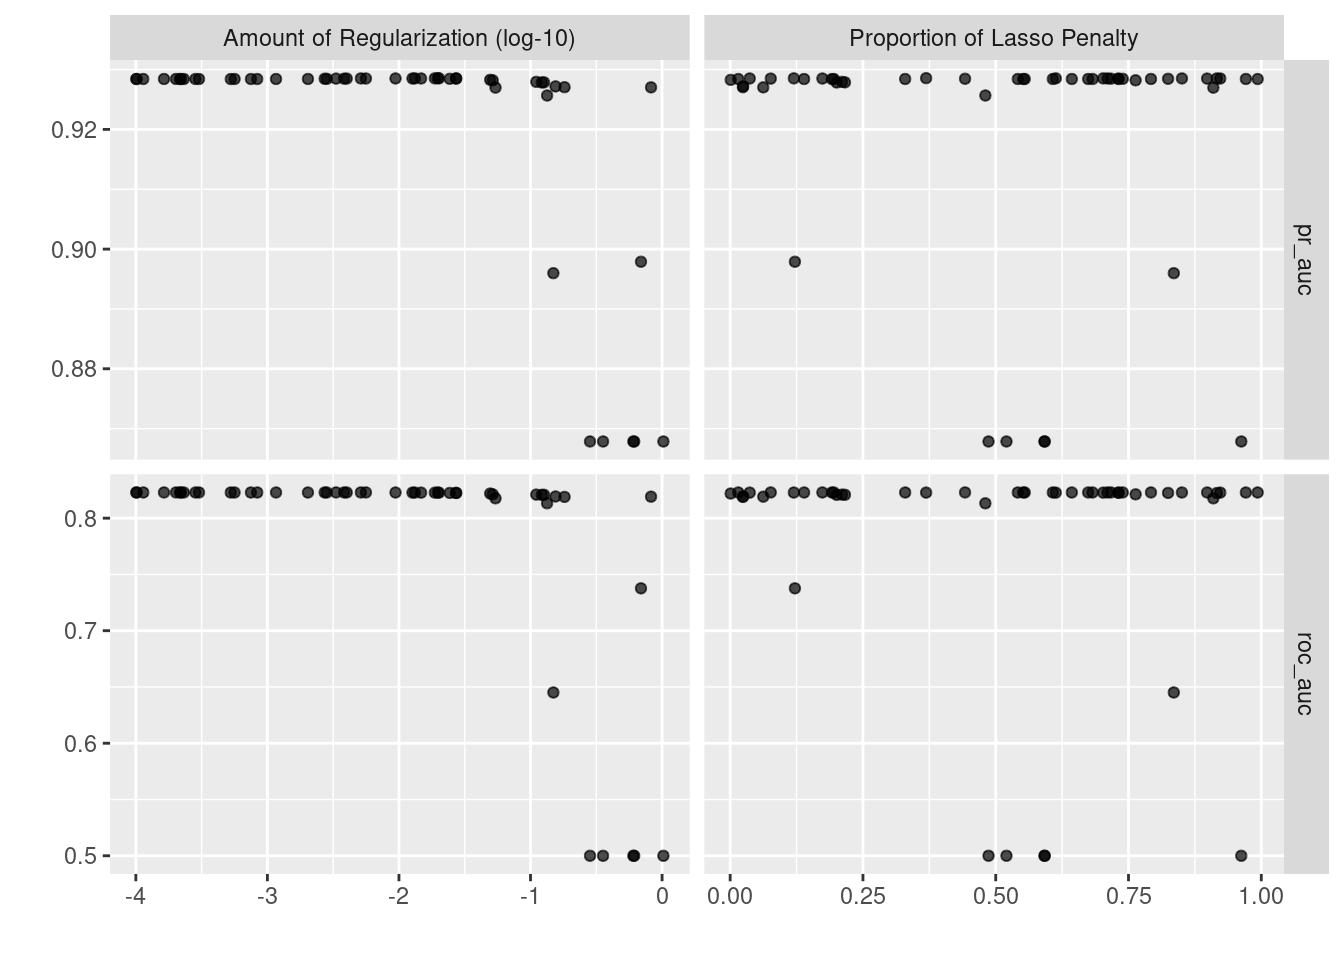 Amount of Regularization (log-10)
Proportion of Lasso Penalty
0.92
0.90
0.88
pr_auc
0.8
0.7
0.6
0.5
roc_auc
-4 -3 -2 -1 0
0.00 0.25 0.50 0.75 1.00